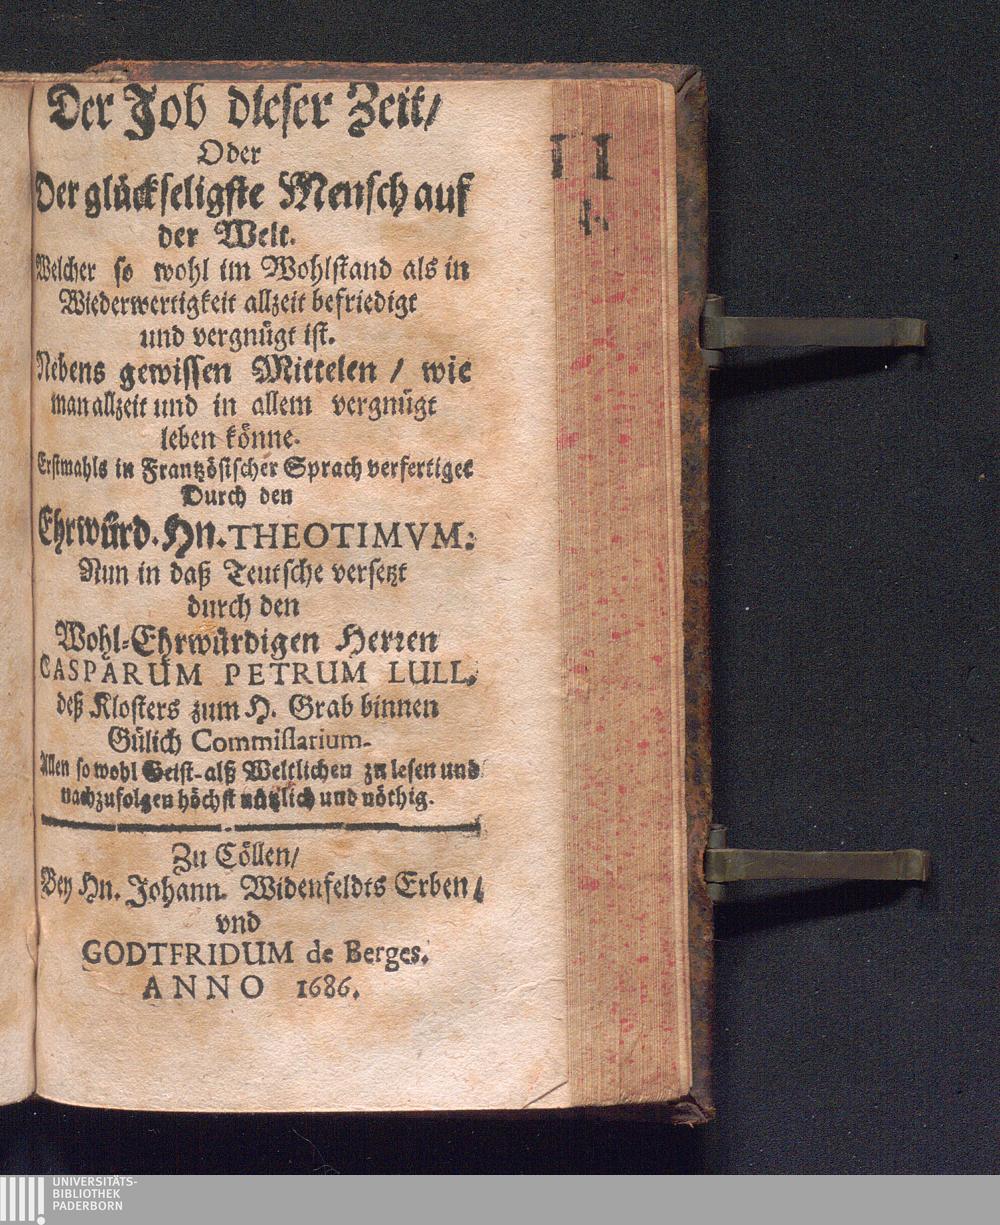 Der Job dieser Zeit/
Oder
Der glückseligste Mensch auf
der Welt.
Welcher so wohl im Wohlstand als in
Wiederwertigkeit allzeit befriedigt
und vergnügt ist.
Nebens gewissen Mittelen / wie
man allzeit und in allem vergnügt
leben könne.
Erstmahls in Frantzösischer Sprach verfertiget
Durch den
Ehrwürd. Hn. THEOTIMVM:
Nun in daß Teutsche versetzt
durch den
Wohl-Ehrwürdigen Herren
CASPARUM PETRUM LULL,
deß Klosters zum H. Grab binnen
Gülich Commissarium.
Allen so wohl Geist- alß Weltlichen zu lesen und
nachzufolgen höchst nützlich und nöthig.
Zu Cöllen/
Bey Hn. Johann. Widenfeldts Erben/
vnd
GODTFRIDUM de Berges.
ANNO 1686.
II
h.
UNIVERSITÄTS-
BIBLIOTHEK
PADERBORN